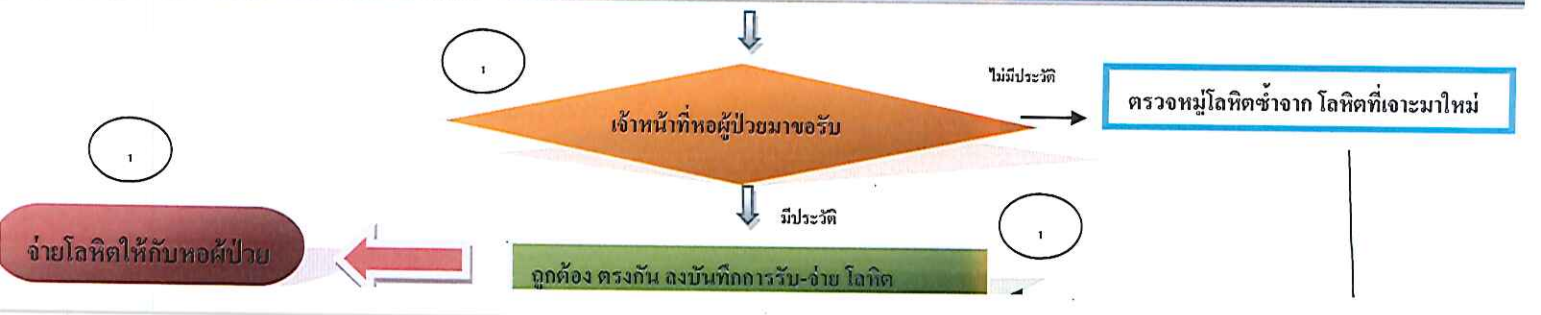 1
ไม่มีประวัติ
เจ้าหน้าที่หอผู้ป่วยมาขอรับ
ตรวจหมู่โลหิตซ้ำจาก โลหิตที่เจาะมาใหม่
1
มีประวัติ
1
จ่ายโลหิตให้กับหอผู้ป่วย
ถูกต้อง ตรงกัน ลงบันทึกการรับ-จ่าย โลหิต